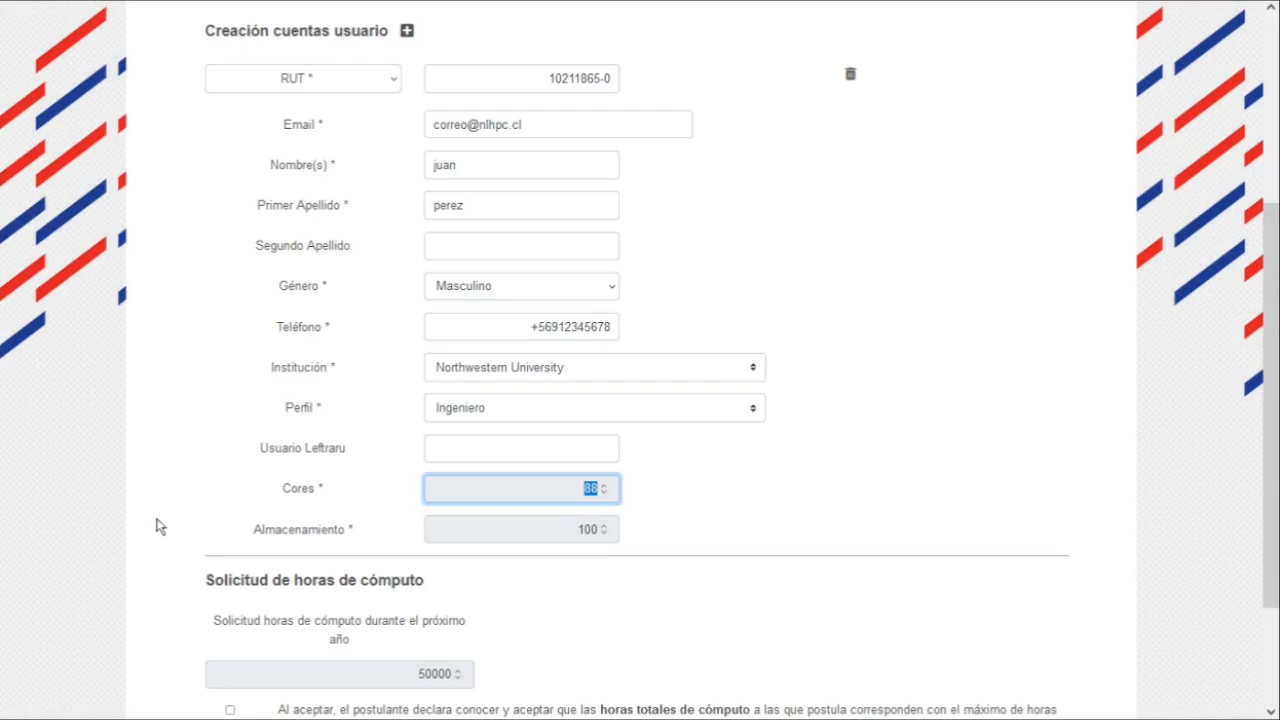 Creación cuentas usuario
RUT * 10211865-0
Email * correo@nlhpc.cl
Nombre(s) * juan
Primer Apellido * perez
Segundo Apellido
Género * Masculino
Teléfono * +56912345678
Institución * Northwestern University
Perfil * Ingeniero
Usuario Leftraru
Cores * 88
Almacenamiento * 100
Solicitud de horas de cómputo
Solicitud horas de cómputo durante el próximo
año
50000
Al aceptar, el postulante declara conocer y aceptar que las horas totales de cómputo a las que postula corresponden con el máximo de horas